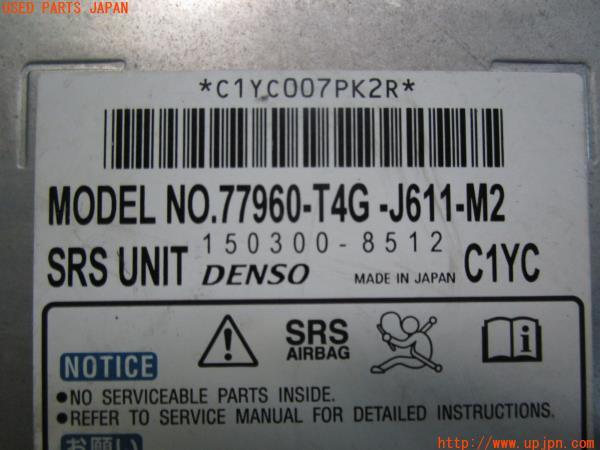 USED PARTS JAPAN
*C1YC007PK2R*
MODEL NO.77960-T4G -J611-M2
150300-8512
SRS UNIT DENSO MADE IN JAPAN C1YC
SRS
AIRBAG
NOTICE
●NO SERVICEABLE PARTS INSIDE.
●REFER TO SERVICE MANUAL FOR DETAILED INSTRUCTIONS.
お願い
http://www.upjpn.com/